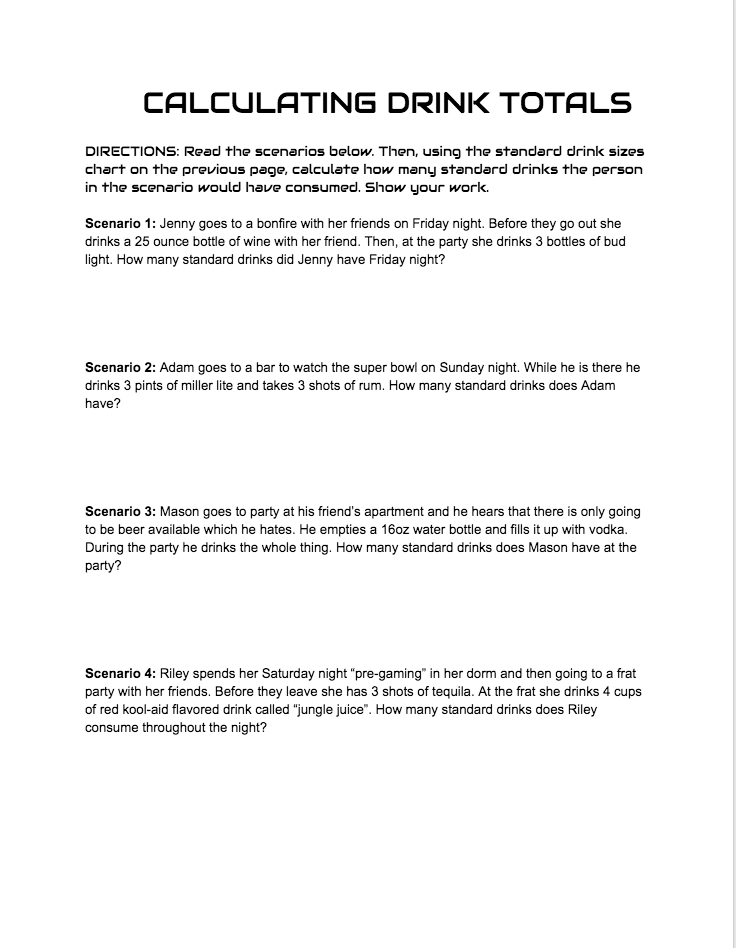 CALCULATING DRINK TOTALS
DIRECTIONS: Read the scenarios below. Then, using the standard drink sizes
chart on the previous page, calculate how many standard drinks the person
in the scenario would have consumed. Show your work.
Scenario 1: Jenny goes to a bonfire with her friends on Friday night. Before they go out she
drinks a 25 ounce bottle of wine with her friend. Then, at the party she drinks 3 bottles of bud
light. How many standard drinks did Jenny have Friday night?
Scenario 2: Adam goes to a bar to watch the super bowl on Sunday night. While he is there he
drinks 3 pints of miller lite and takes 3 shots of rum. How many standard drinks does Adam
have?
Scenario 3: Mason goes to party at his friend’s apartment and he hears that there is only going
to be beer available which he hates. He empties a 16oz water bottle and fills it up with vodka.
During the party he drinks the whole thing. How many standard drinks does Mason have at the
party?
Scenario 4: Riley spends her Saturday night “pre-gaming” in her dorm and then going to a frat
party with her friends. Before they leave she has 3 shots of tequila. At the frat she drinks 4 cups
of red kool-aid flavored drink called “jungle juice”. How many standard drinks does Riley
consume throughout the night?